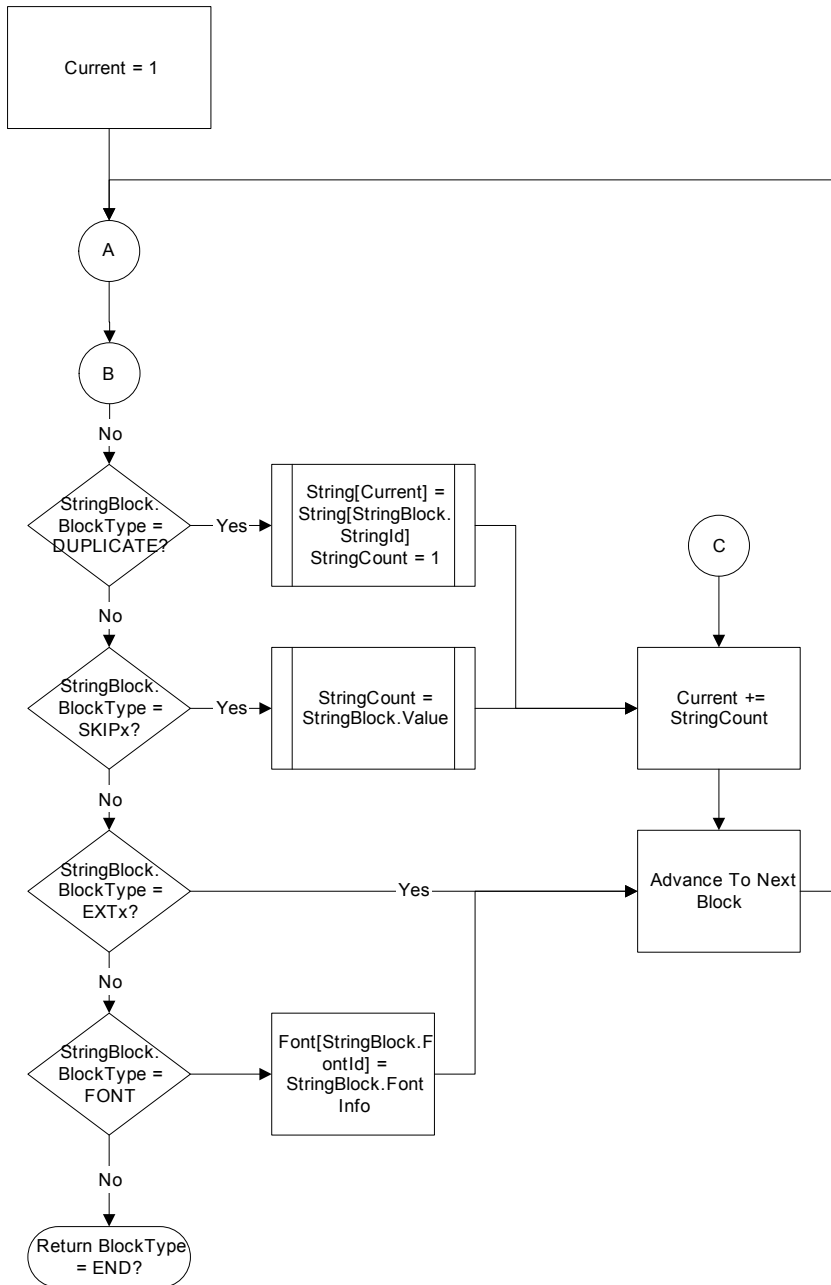 Current = 1
A
B
No
StringBlock.
BlockType =
DUPLICATE?
Yes
String[Current] =
String[StringBlock.
StringId]
StringCount = 1
C
No
StringBlock.
BlockType =
SKIPx?
Yes
StringCount =
StringBlock.Value
Current +=
StringCount
No
StringBlock.
BlockType =
EXTx?
Yes
Advance To Next
Block
No
StringBlock.
BlockType =
FONT
Font[StringBlock.F
ontId] =
StringBlock.Font
Info
No
Return BlockType
= END?